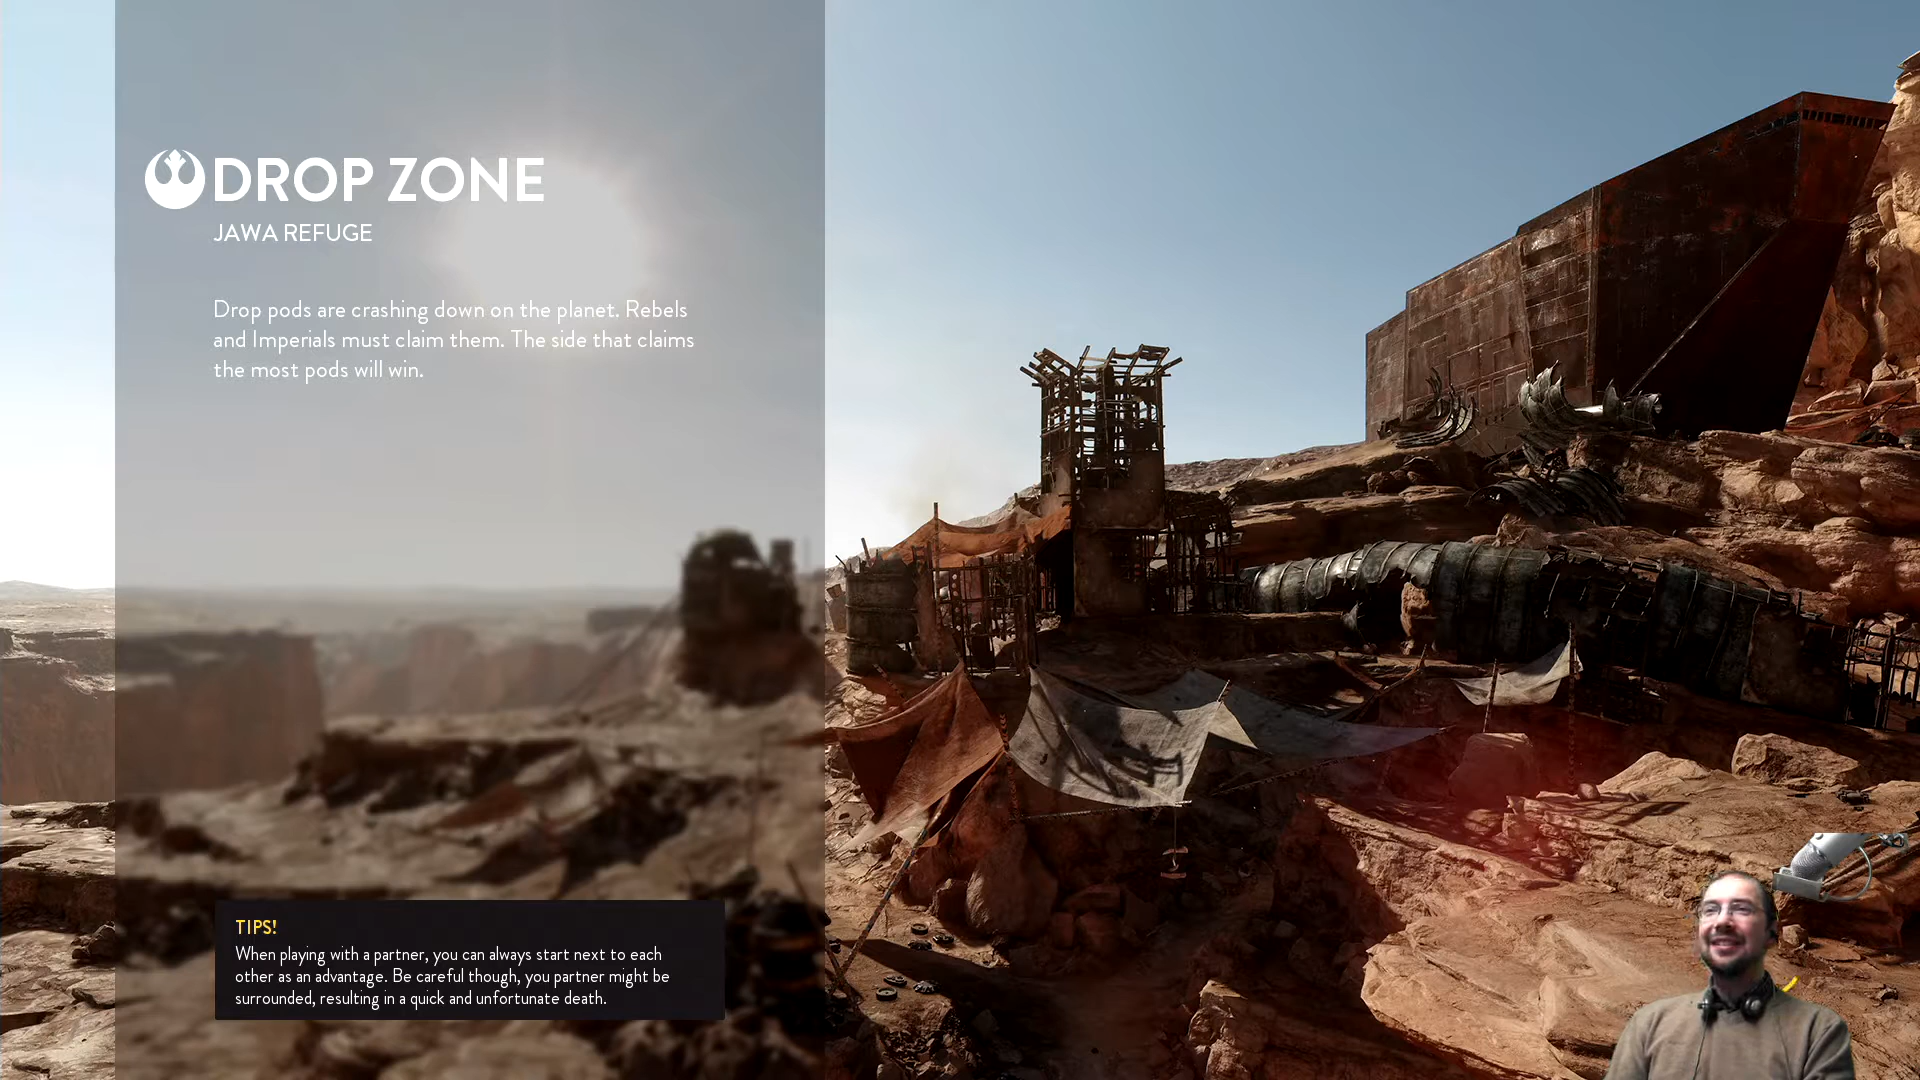 DROP ZONE
JAWA REFUGE
Drop pods are crashing down on the planet. Rebels
and Imperials must claim them. The side that claims
the most pods will win.
TIPS!
When playing with a partner, you can always start next to each
other as an advantage. Be careful though, you partner might be
surrounded, resulting in a quick and unfortunate death.